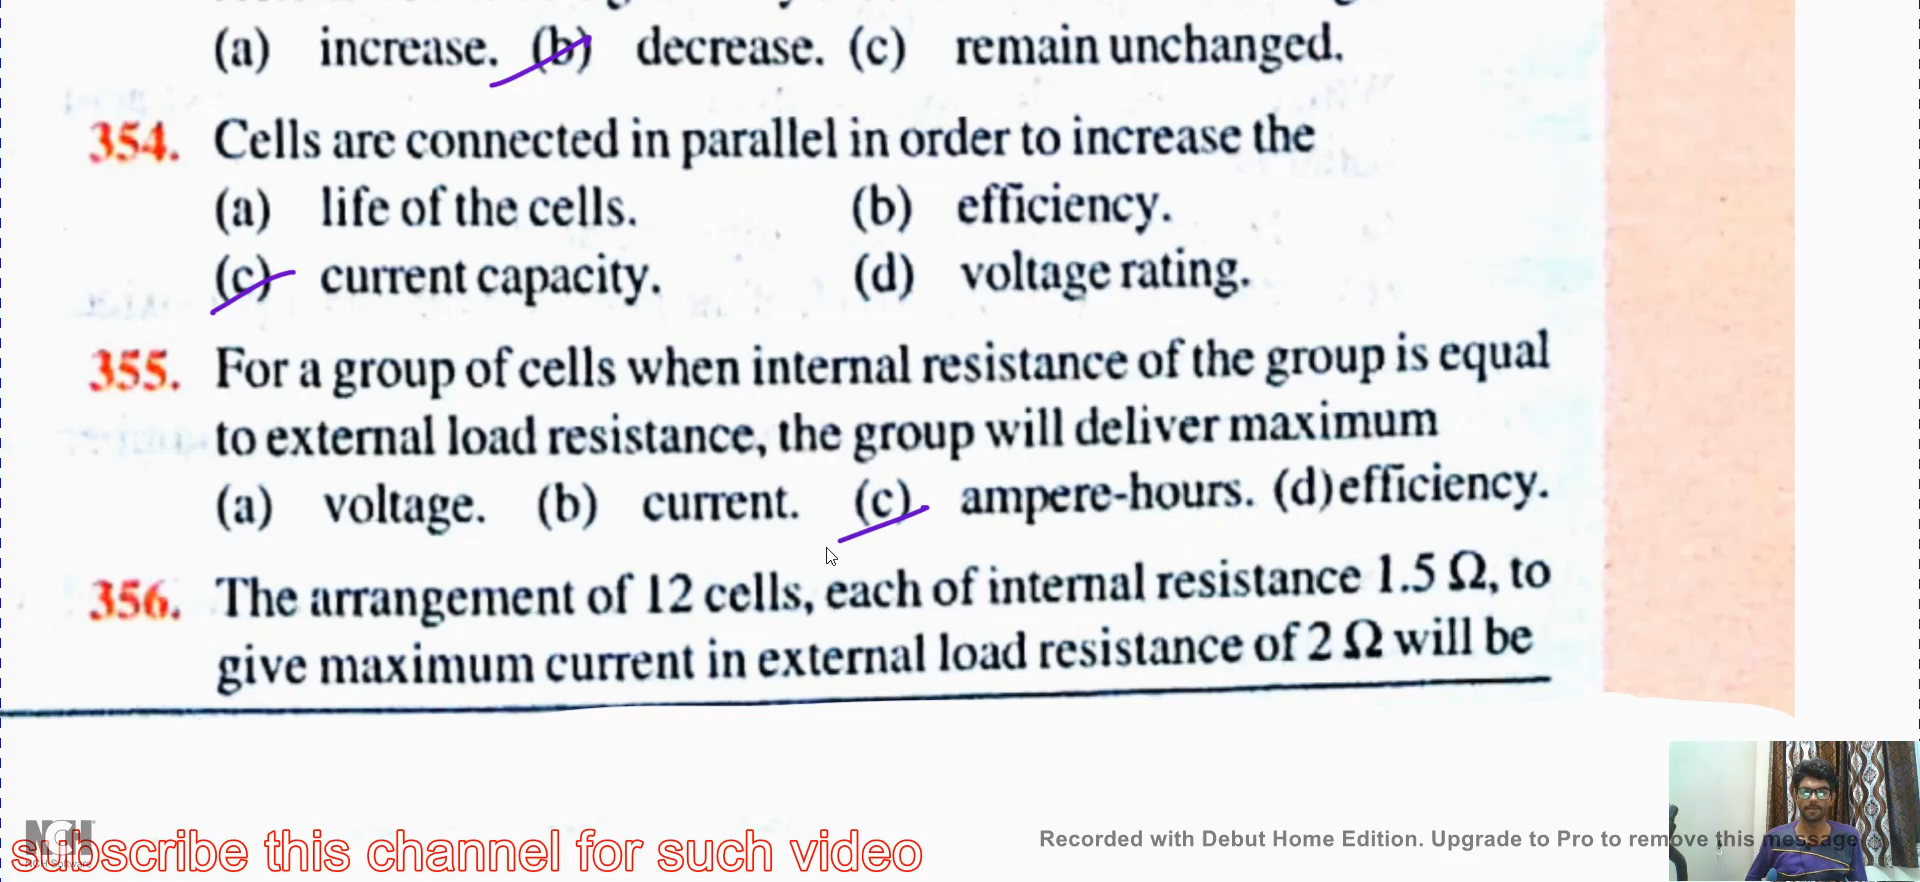 (a) increase. (b) decrease. (c) remain unchanged.
354. Cells are connected in parallel in order to increase the
(a) life of the cells. (b) efficiency.
(c) current capacity. (d) voltage rating.
355. For a group of cells when internal resistance of the group is equal
to external load resistance, the group will deliver maximum
(a) voltage. (b) current. (c) ampere-hours. (d) efficiency.
356. The arrangement of 12 cells, each of internal resistance 1.5 Ω, to
give maximum current in external load resistance of 2 Ω will be
NCH
NCH Software
subscribe this channel for such video
Recorded with Debut Home Edition. Upgrade to Pro to remove this message